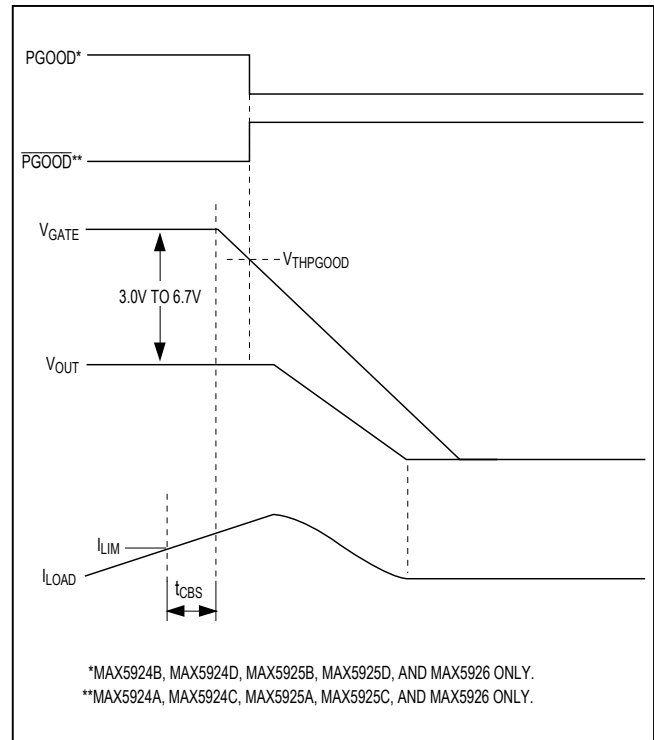 PGOOD*
PGOOD**
VGATE
VTHPGOOD
3.0V TO 6.7V
VOUT
ILIM
ILOAD
tCBS
*MAX5924B, MAX5924D, MAX5925B, MAX5925D, AND MAX5926 ONLY.
**MAX5924A, MAX5924C, MAX5925A, MAX5925C, AND MAX5926 ONLY.